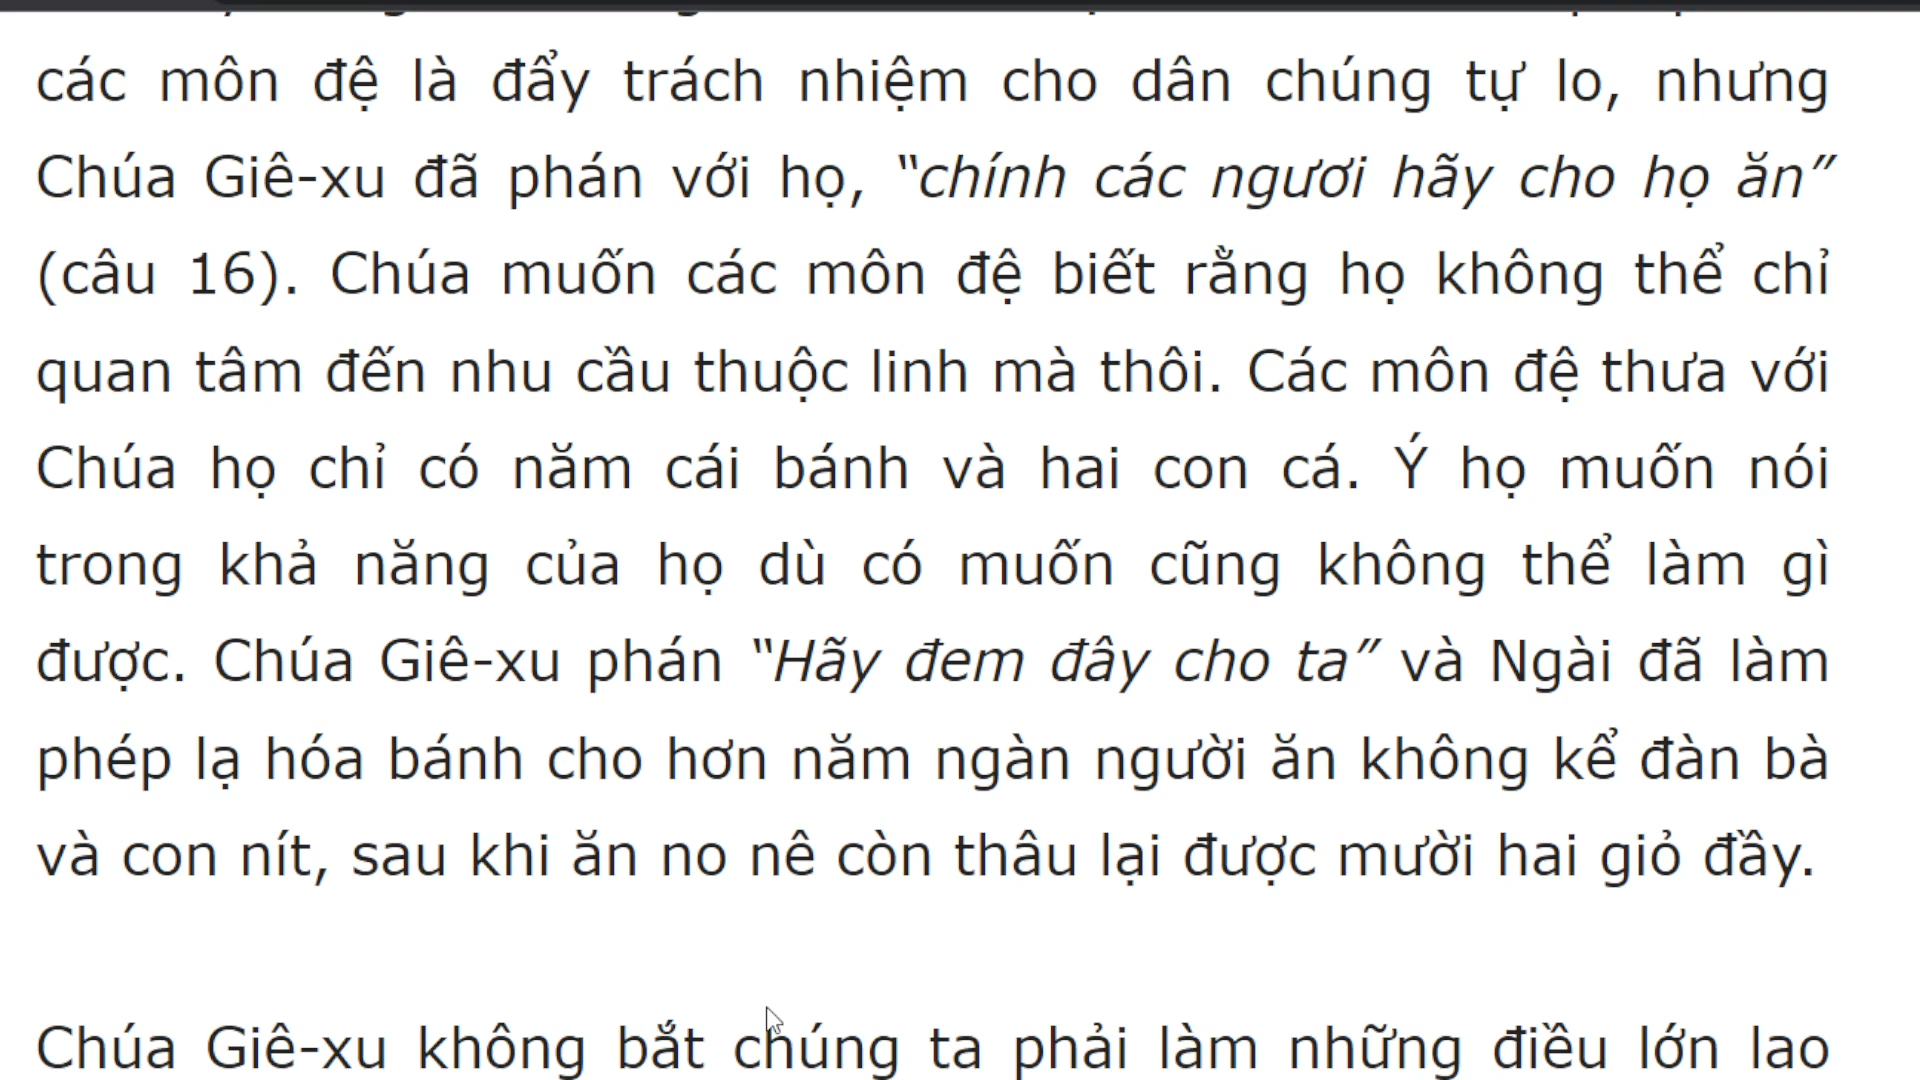 các môn đệ là đẩy trách nhiệm cho dân chúng tự lo, nhưng
Chúa Giê-xu đã phán với họ, “chính các ngươi hãy cho họ ăn”
(câu 16). Chúa muốn các môn đệ biết rằng họ không thể chỉ
quan tâm đến nhu cầu thuộc linh mà thôi. Các môn đệ thưa với
Chúa họ chỉ có năm cái bánh và hai con cá. Ý họ muốn nói
trong khả năng của họ dù có muốn cũng không thể làm gì
được. Chúa Giê-xu phán “Hãy đem đây cho ta” và Ngài đã làm
phép lạ hóa bánh cho hơn năm ngàn người ăn không kể đàn bà
và con nít, sau khi ăn no nê còn thâu lại được mười hai giỏ đầy.
Chúa Giê-xu không bắt chúng ta phải làm những điều lớn lao